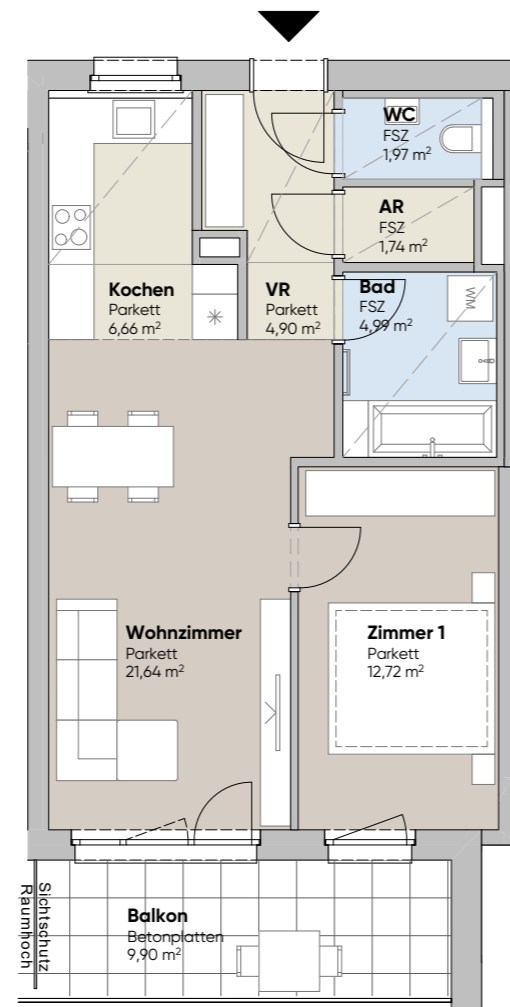 WC
FSZ
1,97 m²
AR
FSZ
1,74 m²
Kochen
Parkett
6,66 m²
VR
Parkett
4,90 m²
Bad
FSZ
4,99 m²
WM
Wohnzimmer
Parkett
21,64 m²
Zimmer 1
Parkett
12,72 m²
Balkon
Betonplatten
9,90 m²
Sichtschutz
Raumhoch